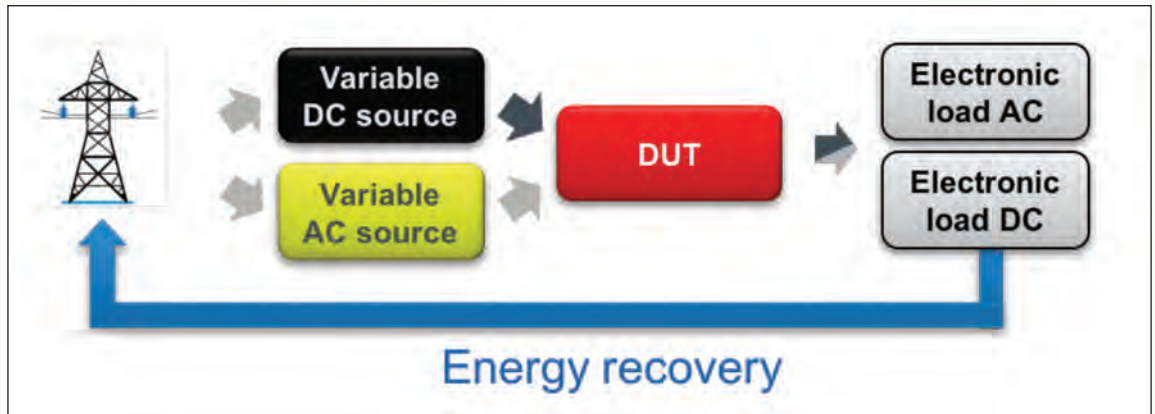 Variable
DC source
Variable
AC source
DUT
Electronic
load AC
Electronic
load DC
Energy recovery